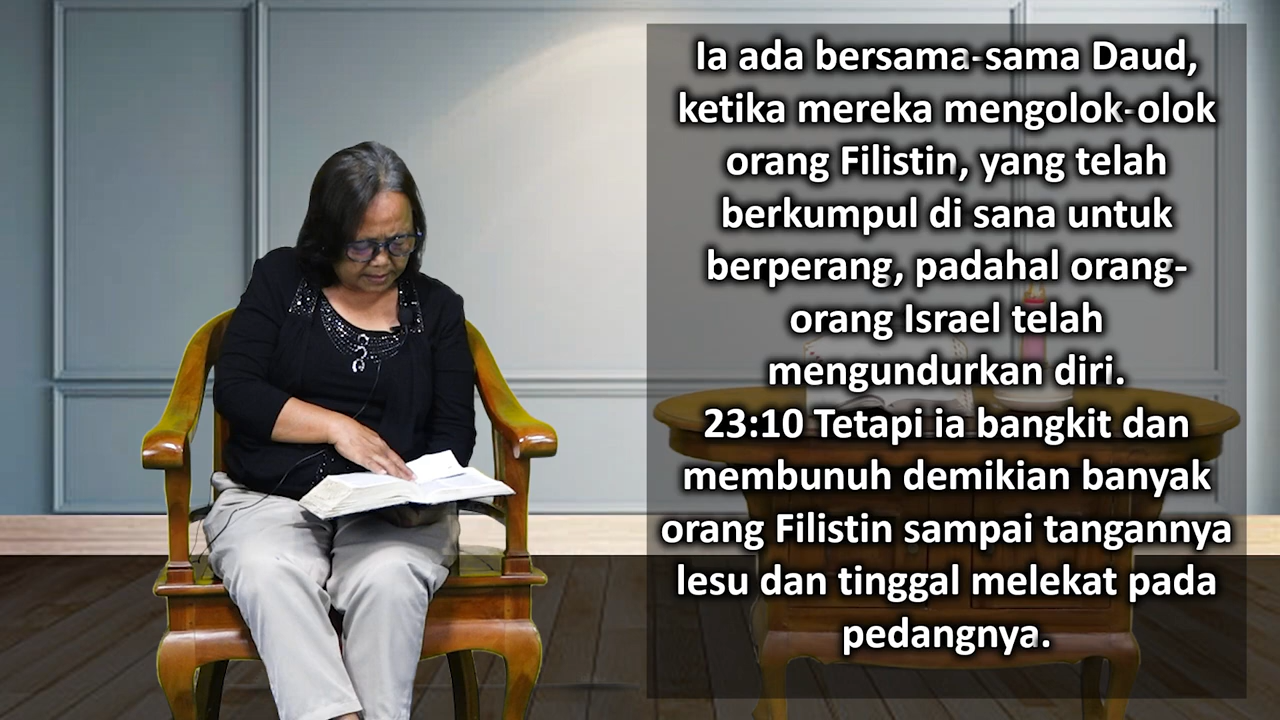 Ia ada bersama-sama Daud,
ketika mereka mengolok-olok
orang Filistin, yang telah
berkumpul di sana untuk
berperang, padahal orang-
orang Israel telah
mengundurkan diri.
23:10 Tetapi ia bangkit dan
membunuh demikian banyak
orang Filistin sampai tangannya
lesu dan tinggal melekat pada
pedangnya.